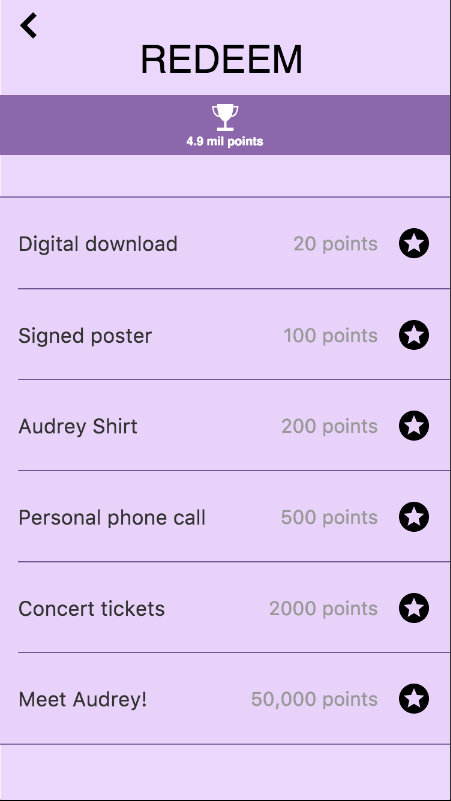 REDEEM
4.9 mil points
Digital download 20 points
Signed poster 100 points
Audrey Shirt 200 points
Personal phone call 500 points
Concert tickets 2000 points
Meet Audrey! 50,000 points